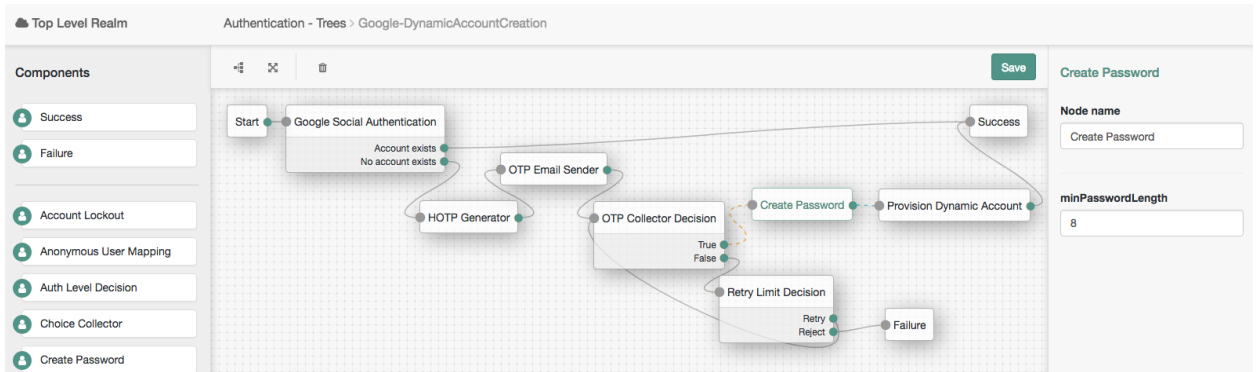 Top Level Realm
Authentication - Trees > Google-DynamicAccountCreation
Components
Success
Failure
Account Lockout
Anonymous User Mapping
Auth Level Decision
Choice Collector
Create Password
Save
Start
Google Social Authentication
Account exists
No account exists
HOTP Generator
OTP Email Sender
OTP Collector Decision
True
False
Create Password
Provision Dynamic Account
Success
Retry Limit Decision
Retry
Reject
Failure
Create Password
Node name
Create Password
minPasswordLength
8